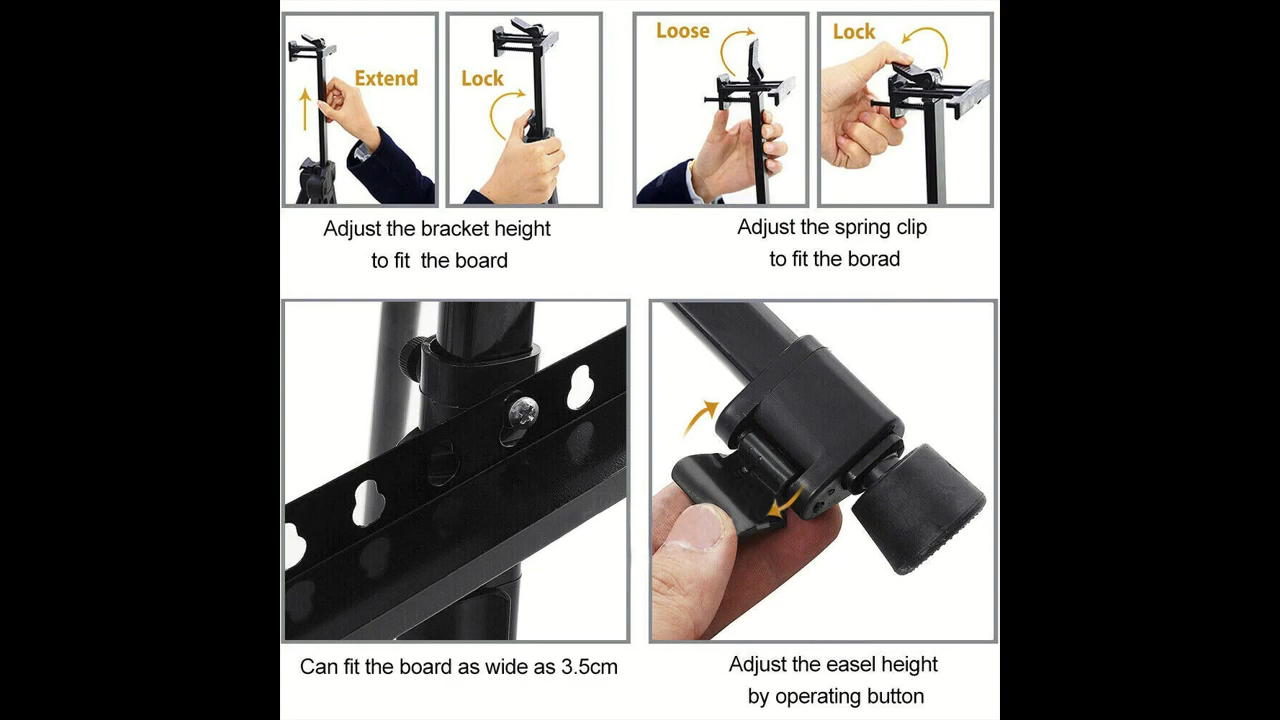 Extend
Lock
Loose
Lock
Adjust the bracket height
to fit the board
Adjust the spring clip
to fit the borad
Can fit the board as wide as 3.5cm
Adjust the easel height
by operating button